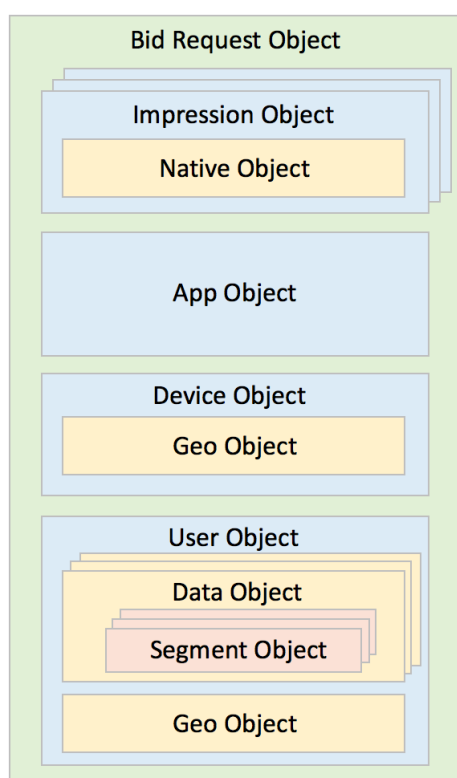 Bid Request Object
Impression Object
Native Object
App Object
Device Object
Geo Object
User Object
Data Object
Segment Object
Geo Object